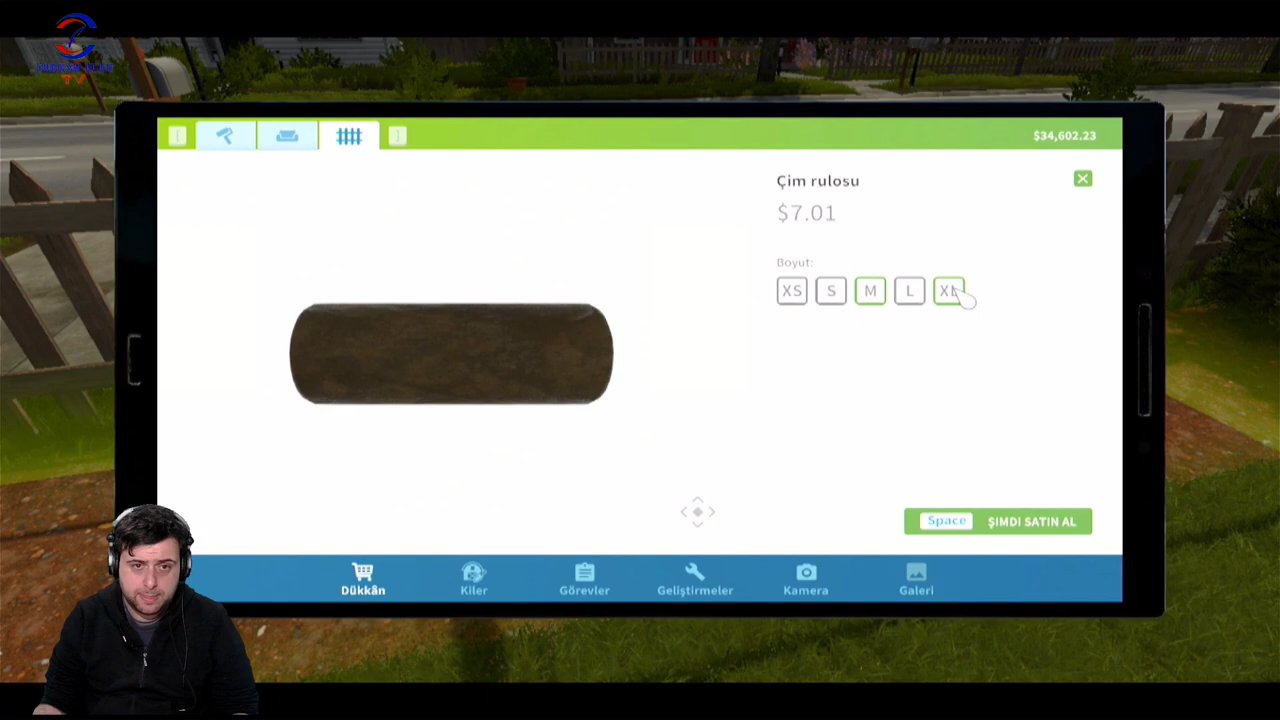 $34,602.23
Çim rulosu
$7.01
Boyut:
XS S M L XL
Space ŞIMDI SATIN AL
Dükkân Kiler Görevler Geliştirmeler Kamera Galeri